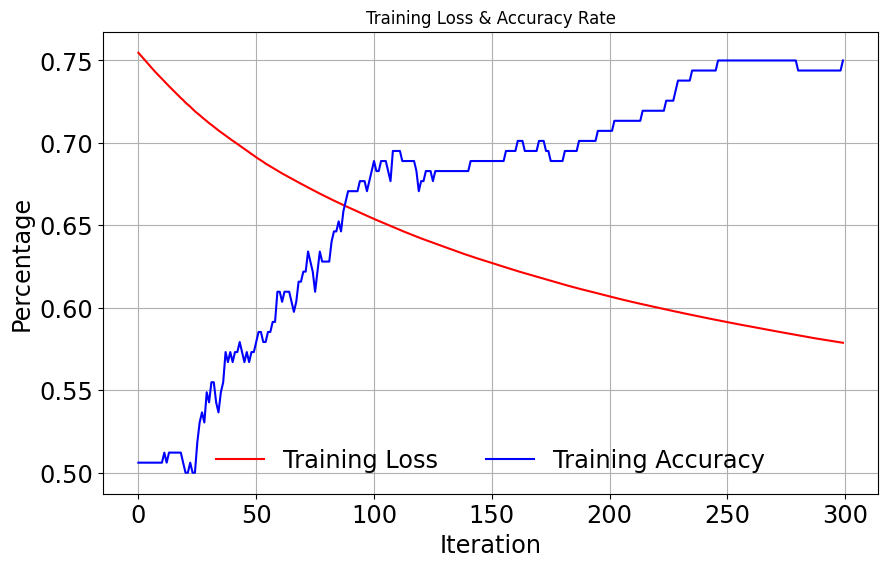 Training Loss & Accuracy Rate
Percentage
0.75
0.70
0.65
0.60
0.55
0.50
Training Loss
Training Accuracy
0 50 100 150 200 250 300
Iteration